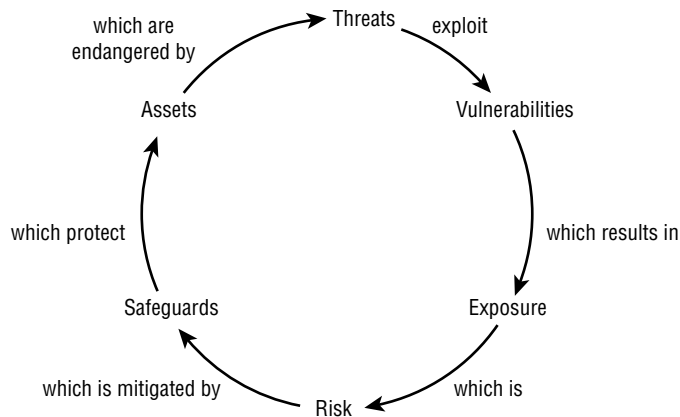 Threats
exploit
Vulnerabilities
which results in
Exposure
which is
Risk
which is mitigated by
Safeguards
which protect
Assets
which are
endangered by